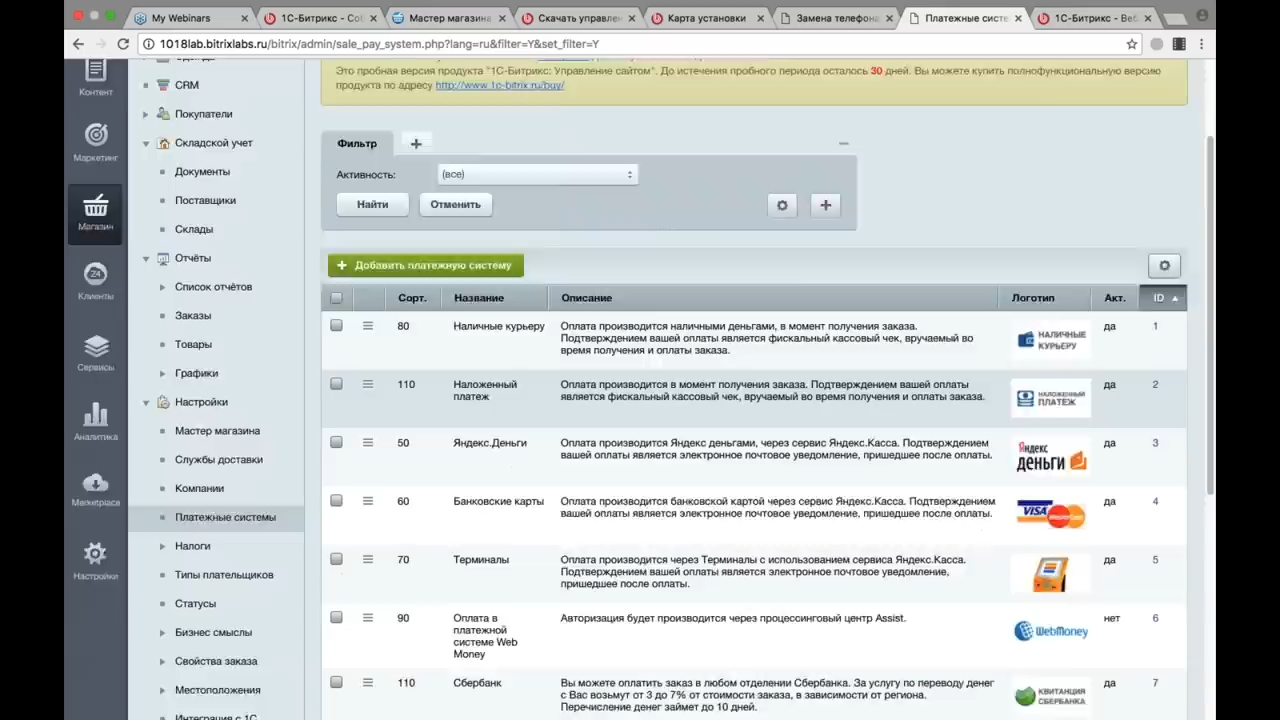 My Webinars
1С-Битрикс - Соб
Мастер магазина
Скачать управлен
Карта установки
Замена телефона
Платежные систе
1С-Битрикс - Веб
1018lab.bitrixlabs.ru/bitrix/admin/sale_pay_system.php?lang=ru&filter=Y&set_filter=Y
Контент
Маркетинг
Магазин
24
Клиенты
Сервисы
Аналитика
Marketplace
Настройки
CRM
Покупатели
Складской учет
Документы
Поставщики
Склады
Отчёты
Список отчётов
Заказы
Товары
Графики
Настройки
Мастер магазина
Службы доставки
Компании
Платежные системы
Налоги
Типы плательщиков
Статусы
Бизнес смыслы
Свойства заказа
Местоположения
Интеграция с 1С
Это пробная версия продукта "1С-Битрикс: Управление сайтом". До истечения пробного периода осталось 30 дней. Вы можете купить полнофункциональную версию
продукта по адресу http://www.1c-bitrix.ru/buy/
Фильтр
Активность: (все)
Найти Отменить
Добавить платежную систему
Сорт. Название Описание Логотип Акт. ID
80 Наличные курьеру Оплата производится наличными деньгами, в момент получения заказа.
Подтверждением вашей оплаты является фискальный кассовый чек, вручаемый во
время получения и оплаты заказа.
НАЛИЧНЫЕ
КУРЬЕРУ
да 1
110 Наложенный
платеж
Оплата производится в момент получения заказа. Подтверждением вашей оплаты
является фискальный кассовый чек, вручаемый во время получения и оплаты заказа.
НАЛОЖЕННЫЙ
ПЛАТЕЖ
да 2
50 Яндекс.Деньги Оплата производится Яндекс деньгами, через сервис Яндекс.Касса. Подтверждением
вашей оплаты является электронное почтовое уведомление, пришедшее после оплаты.
Яндекс
деньги
да 3
60 Банковские карты Оплата производится банковской картой через сервис Яндекс.Касса. Подтверждением
вашей оплаты является электронное почтовое уведомление, пришедшее после оплаты.
VISA MasterCard
да 4
70 Терминалы Оплата производится через Терминалы с использованием сервиса Яндекс.Касса.
Подтверждением вашей оплаты является электронное почтовое уведомление,
пришедшее после оплаты.
да 5
90 Оплата в
платежной
системе Web
Money
Авторизация будет производится через процессинговый центр Assist.
WebMoney
нет 6
110 Сбербанк Вы можете оплатить заказ в любом отделении Сбербанка. За услугу по переводу денег
с Вас возьмут от 3 до 7% от стоимости заказа, в зависимости от региона.
Перечисление денег займет до 10 дней.
КВИТАНЦИЯ
СБЕРБАНКА
да 7